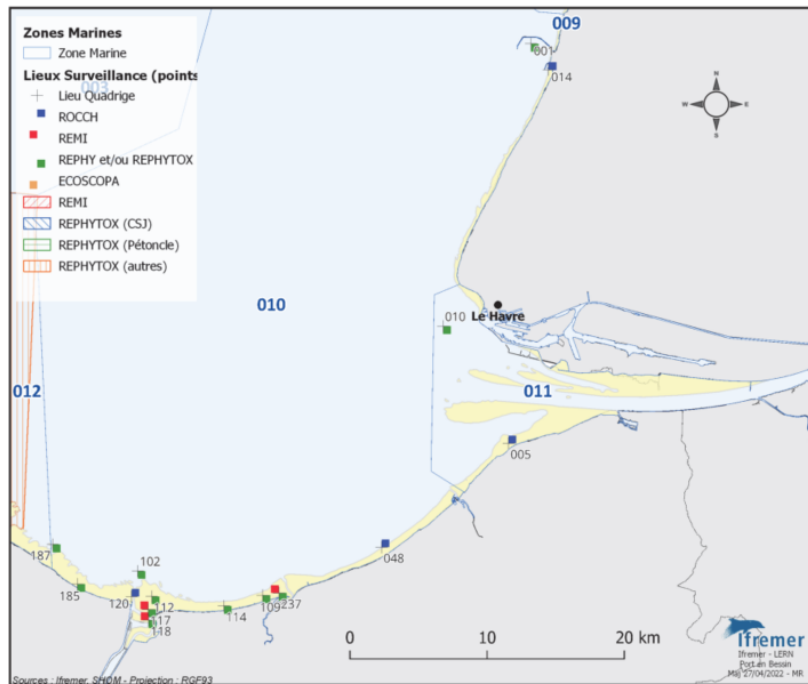 Zones Marines
Zone Marine
Lieux Surveillance (points
003
Lieu Quadrige
ROCCH
REMI
REPHY et/ou REPHYTOX
ECOSCOPA
REMI
REPHYTOX (CSJ)
REPHYTOX (Pétoncle)
REPHYTOX (autres)
009
001
014
N
W
E
S
010
010
Le Havre
012
011
005
048
187
102
185
120
112
117
118
114
109
237
0
10
20 km
Ifremer
Ifremer - LERN
Port en Bessin
Màj 27/04/2022 - MR
Sources : Ifremer, SHOM - Projection : RGF93